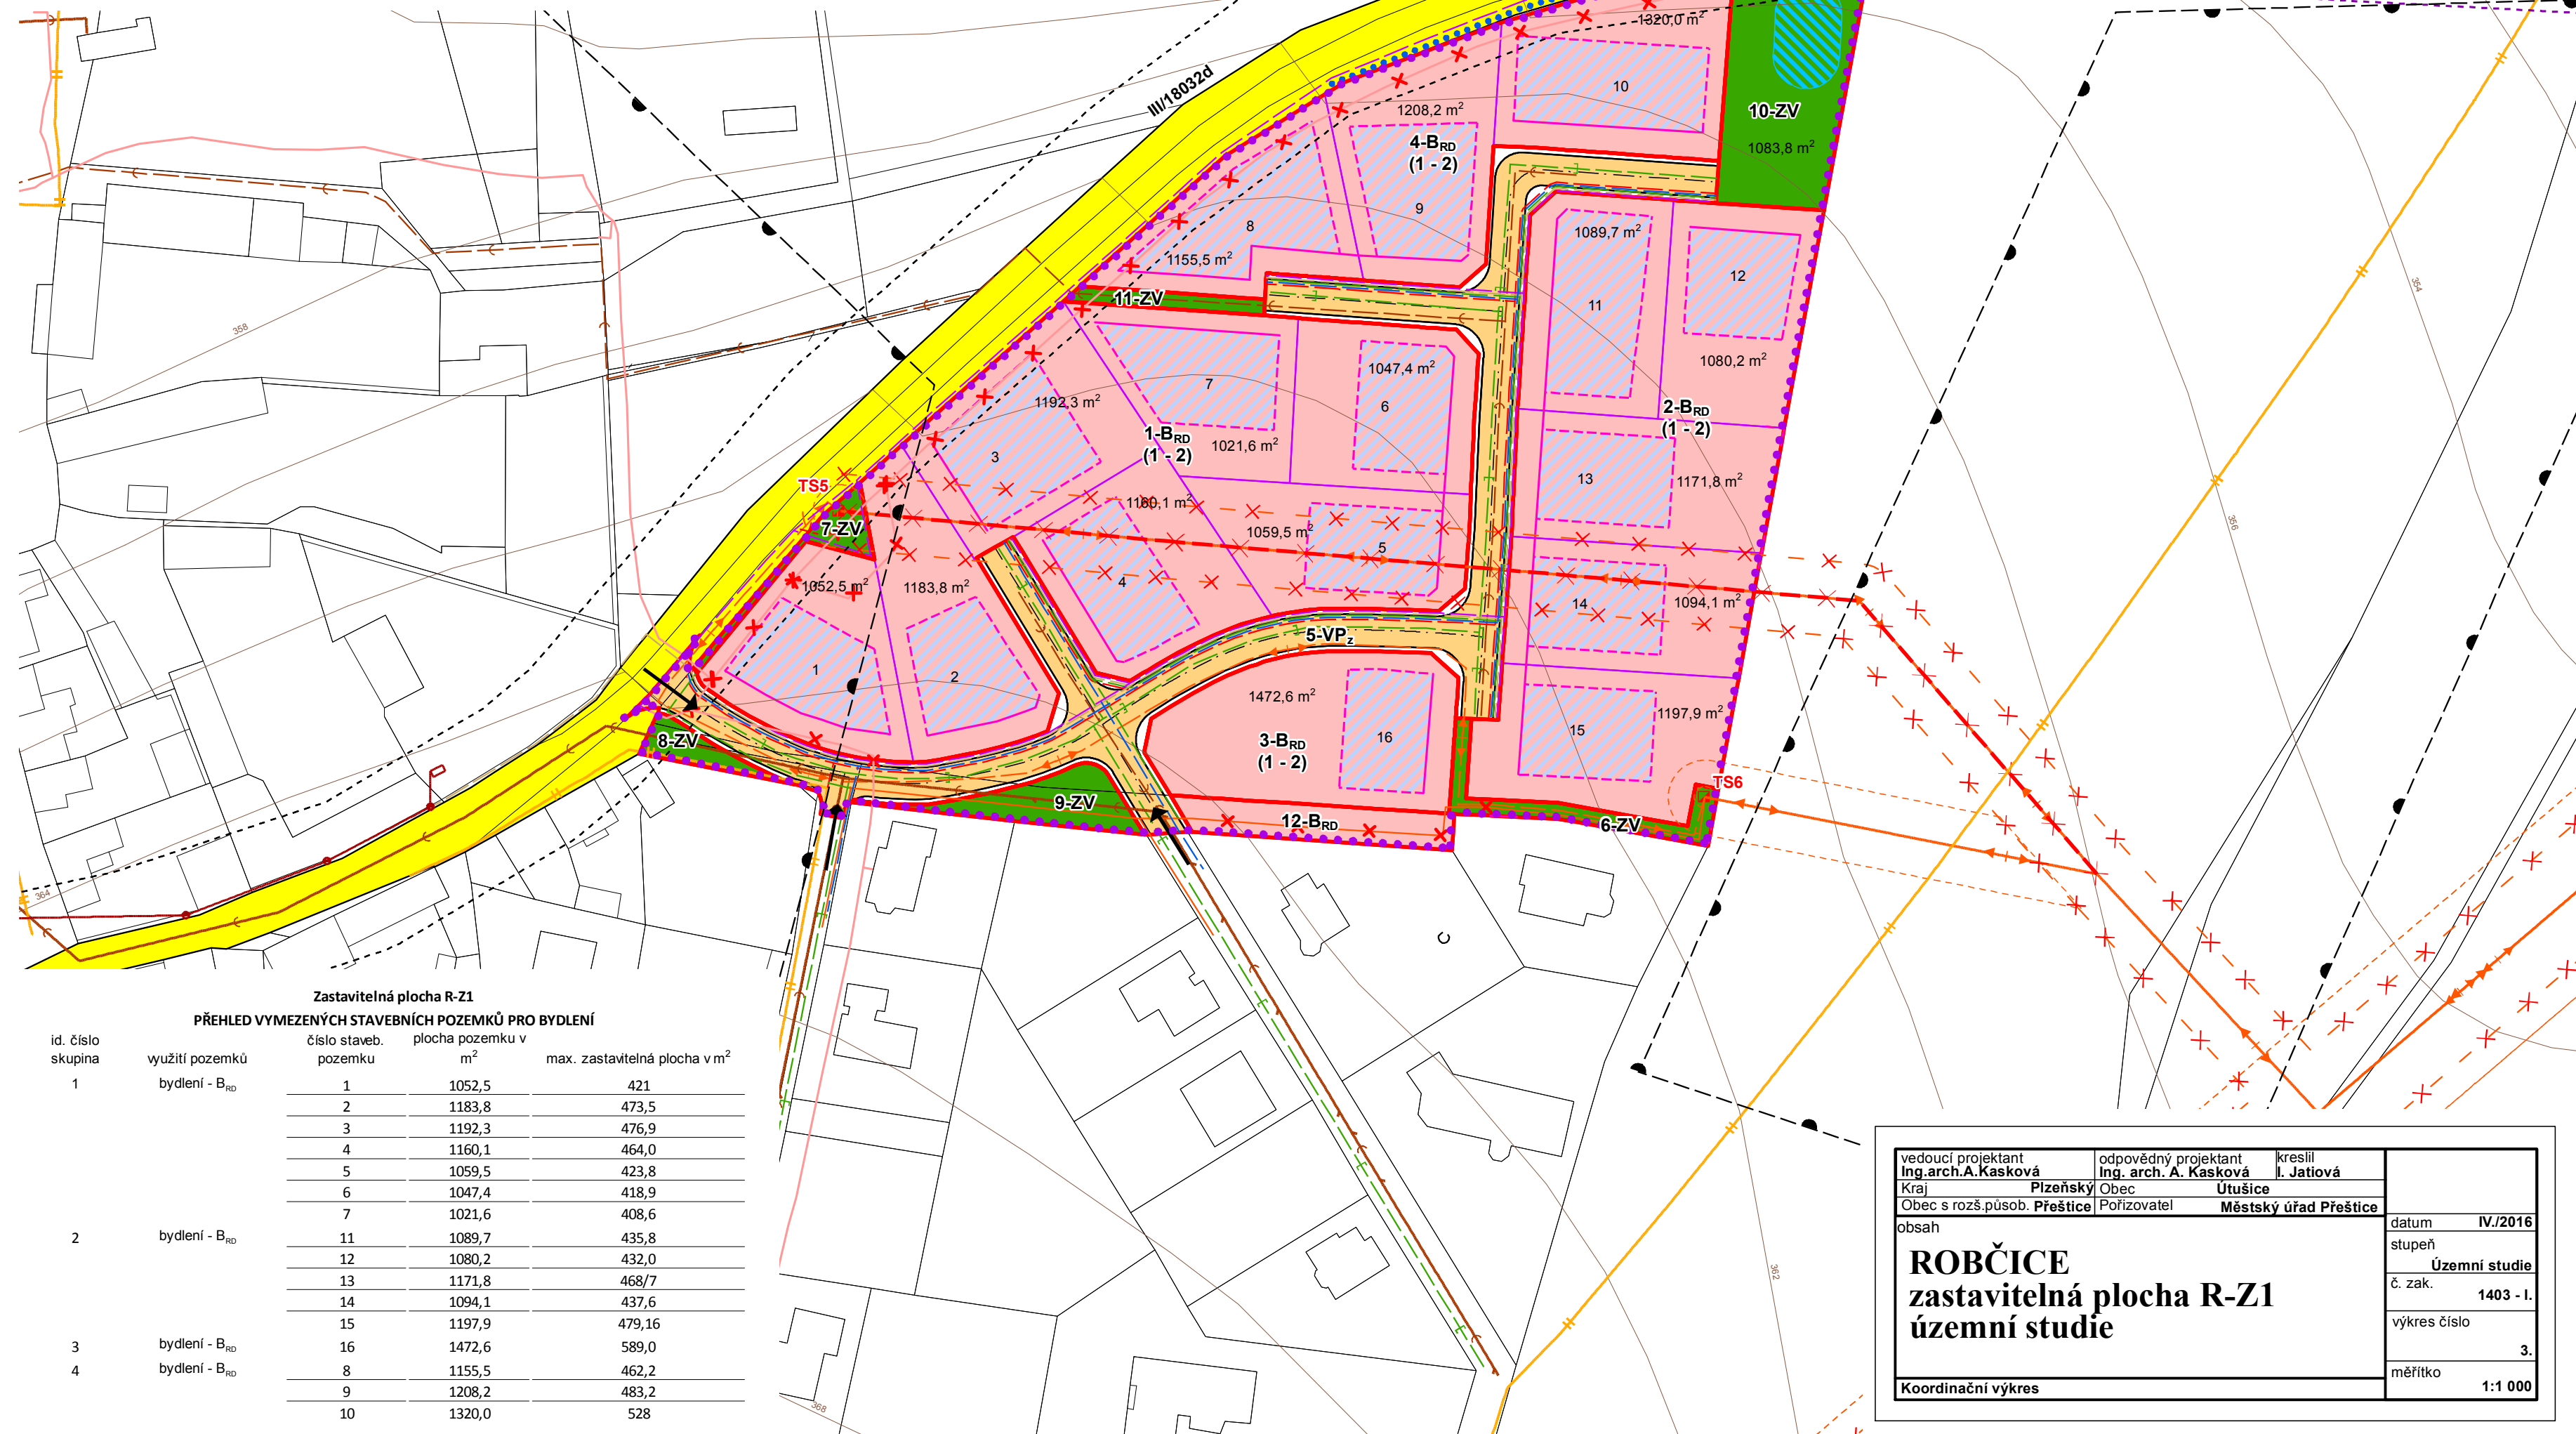 1320,0 m²
III/18032d
10
1208,2 m²
10-ZV
4-BRD
(1 - 2)
1083,8 m²
9
8
1089,7 m²
1155,5 m²
12
11-ZV
11
358
354
1047,4 m²
1080,2 m²
7
1192,3 m²
6
2-BRD
(1 - 2)
1-BRD
(1 - 2)
1021,6 m²
3
13
1171,8 m²
TS5
1160,1 m²
7-ZV
1059,5 m²
356
5
1052,5 m²
1183,8 m²
4
14
1094,1 m²
5-VPz
1
2
1472,6 m²
1197,9 m²
8-ZV
3-BRD
(1 - 2)
16
15
TS6
9-ZV
12-BRD
6-ZV
364
362
368
Zastavitelná plocha R-Z1
PŘEHLED VYMEZENÝCH STAVEBNÍCH POZEMKŮ PRO BYDLENÍ
id. číslo skupina využití pozemků číslo staveb. pozemku plocha pozemku v m² max. zastavitelná plocha v m²
1 bydlení - BRD 1 1052,5 421
2 1183,8 473,5
3 1192,3 476,9
4 1160,1 464,0
5 1059,5 423,8
6 1047,4 418,9
7 1021,6 408,6
2 bydlení - BRD 11 1089,7 435,8
12 1080,2 432,0
13 1171,8 468/7
14 1094,1 437,6
15 1197,9 479,16
3 bydlení - BRD 16 1472,6 589,0
4 bydlení - BRD 8 1155,5 462,2
9 1208,2 483,2
10 1320,0 528
vedoucí projektant odpovědný projektant kreslil
Ing.arch.A.Kasková Ing. arch. A. Kasková I. Jatiová
Kraj Plzeňský Obec Útušice
Obec s rozš.působ. Přeštice Pořizovatel Městský úřad Přeštice
obsah
ROBČICE
zastavitelná plocha R-Z1
územní studie
Koordinační výkres
datum IV./2016
stupeň
Územní studie
č. zak.
1403 - I.
výkres číslo
3.
měřítko
1:1 000